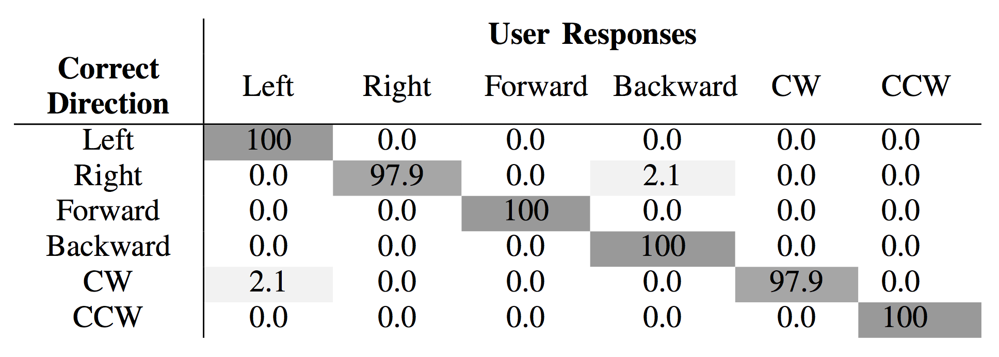 User Responses
Correct
Direction
Left Right Forward Backward CW CCW
Left 100 0.0 0.0 0.0 0.0 0.0
Right 0.0 97.9 0.0 2.1 0.0 0.0
Forward 0.0 0.0 100 0.0 0.0 0.0
Backward 0.0 0.0 0.0 100 0.0 0.0
CW 2.1 0.0 0.0 0.0 97.9 0.0
CCW 0.0 0.0 0.0 0.0 0.0 100